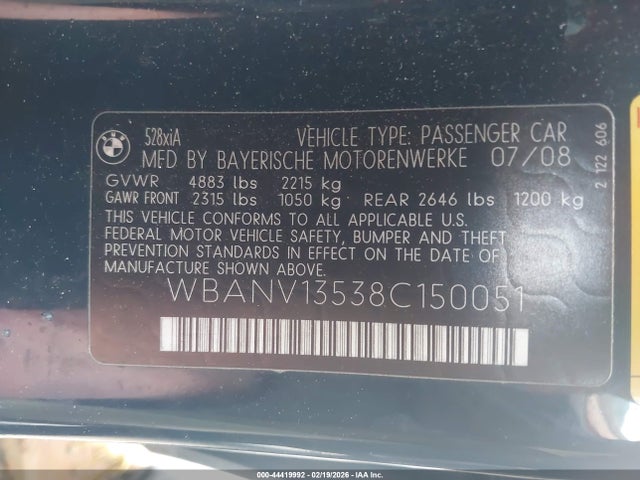 BMW
528xiA VEHICLE TYPE: PASSENGER CAR
MFD BY BAYERISCHE MOTORENWERKE 07/08
GVWR 4883 lbs 2215 kg
GAWR FRONT 2315 lbs 1050 kg REAR 2646 lbs 1200 kg
THIS VEHICLE CONFORMS TO ALL APPLICABLE U.S.
FEDERAL MOTOR VEHICLE SAFETY, BUMPER AND THEFT
PREVENTION STANDARDS IN EFFECT ON THE DATE OF
MANUFACTURE SHOWN ABOVE.
WBANV13538C150051
2 122 606
000-44419992 - 02/19/2026 - IAA Inc.